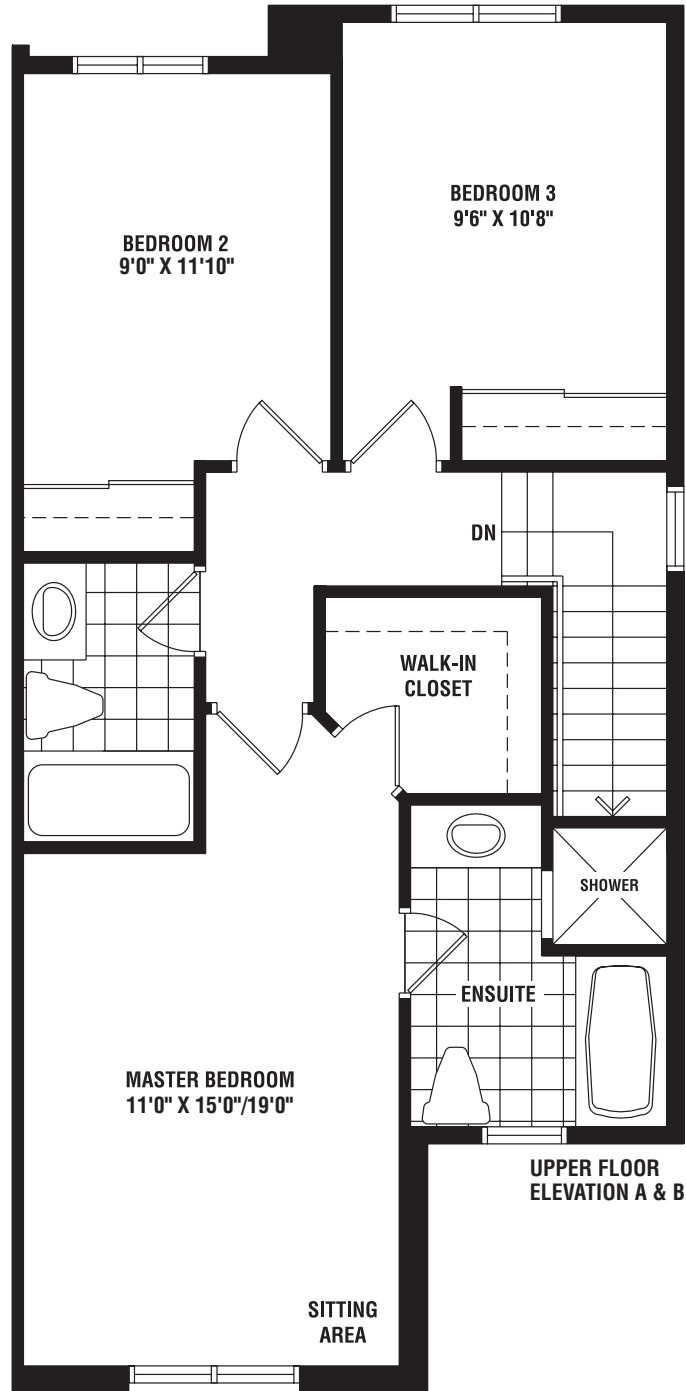 BEDROOM 3
9'6" X 10'8"
BEDROOM 2
9'0" X 11'10"
DN
WALK-IN
CLOSET
SHOWER
ENSUITE
MASTER BEDROOM
11'0" X 15'0"/19'0"
UPPER FLOOR
ELEVATION A & B
SITTING
AREA